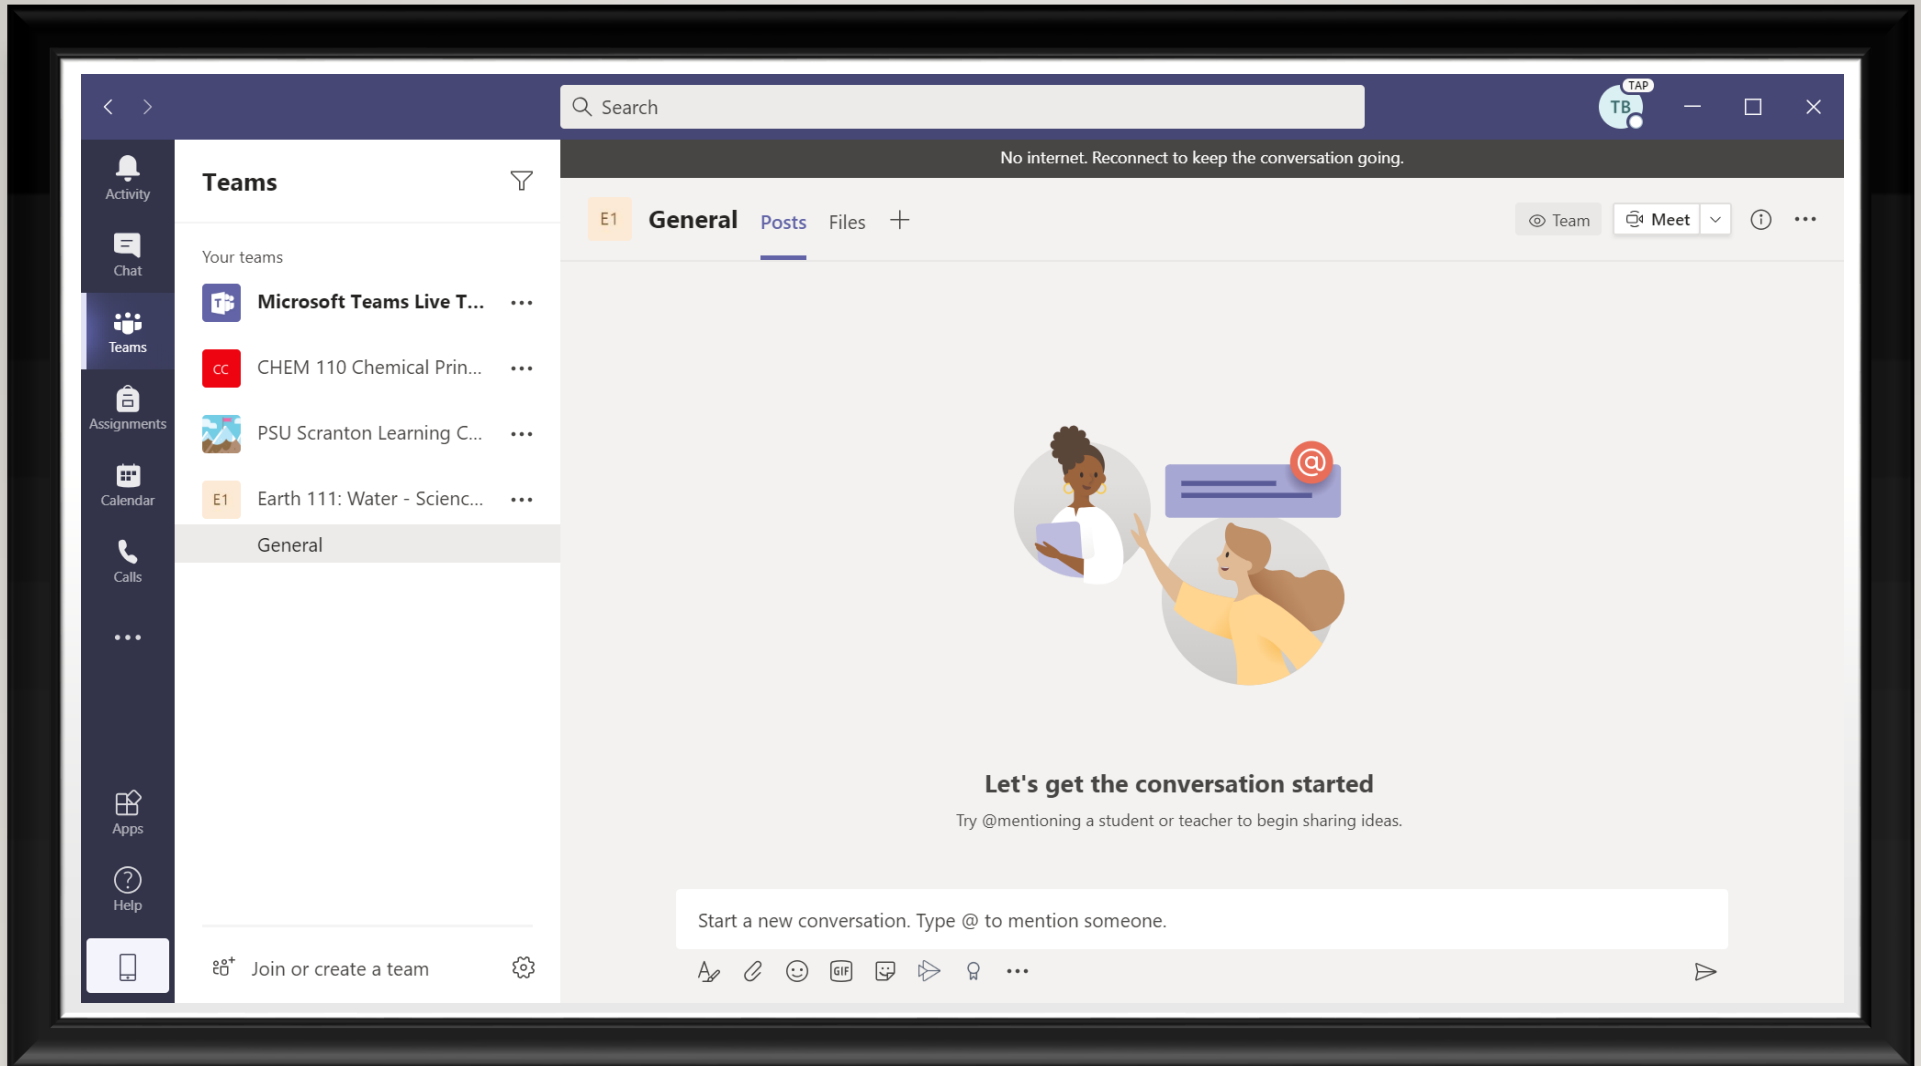 Search
TAP
TB
No internet. Reconnect to keep the conversation going.
Activity
Chat
Teams
Assignments
Calendar
Calls
Apps
Help
Teams
Your teams
Microsoft Teams Live T...
CC
CHEM 110 Chemical Prin...
PSU Scranton Learning C...
E1
Earth 111: Water - Scienc...
General
Join or create a team
E1
General
Posts
Files
Team
Meet
@
Let's get the conversation started
Try @mentioning a student or teacher to begin sharing ideas.
Start a new conversation. Type @ to mention someone.
GIF